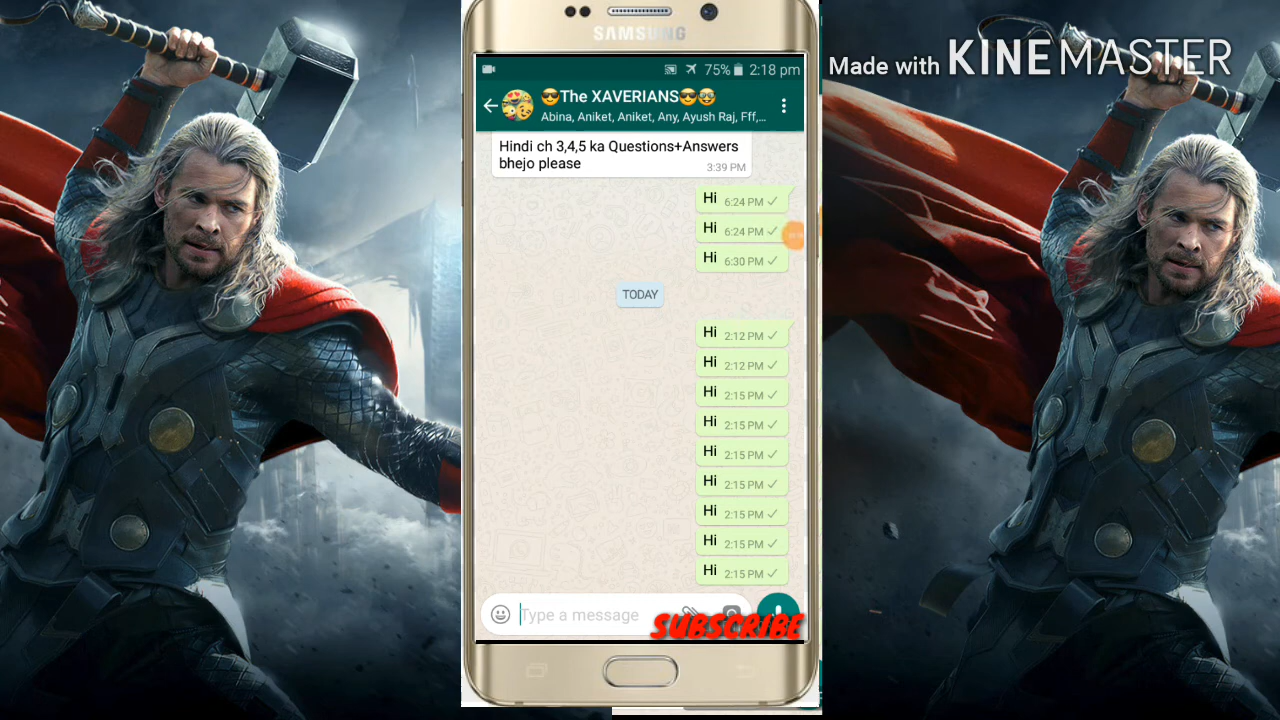 SAMSUNG
75% 2:18 pm
Made with KINEMASTER
😎The XAVERIANS😎🤓
Abina, Aniket, Aniket, Any, Ayush Raj, Fff,...
Hindi ch 3,4,5 ka Questions+Answers
bhejo please
3:39 PM
Hi 6:24 PM
Hi 6:24 PM
Hi 6:30 PM
TODAY
Hi 2:12 PM
Hi 2:12 PM
Hi 2:15 PM
Hi 2:15 PM
Hi 2:15 PM
Hi 2:15 PM
Hi 2:15 PM
Hi 2:15 PM
Hi 2:15 PM
Type a message
SUBSCRIBE